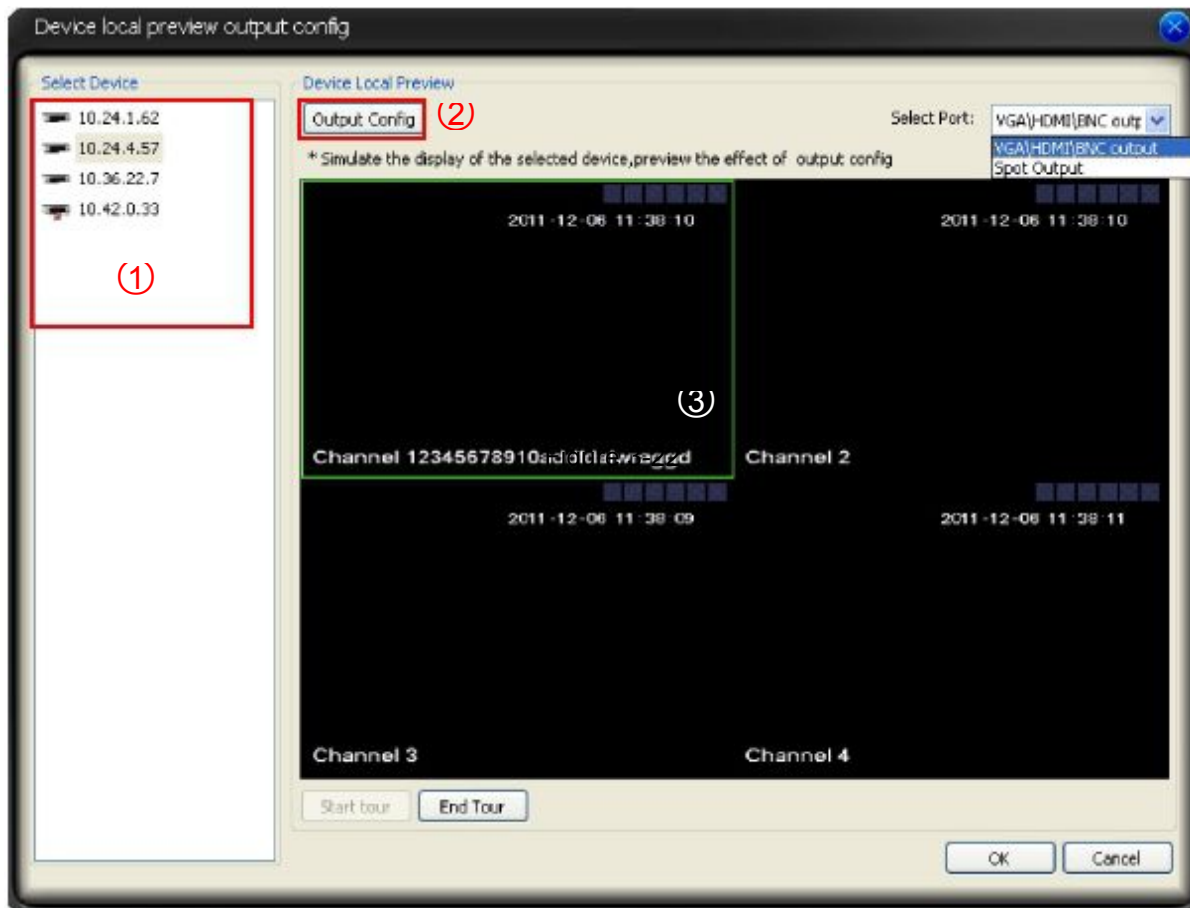 Device local preview output config
Select Device
10.24.1.62
10.24.4.57
10.36.22.7
10.42.0.33
①
Device Local Preview
Output Config
②
Select Port:
VGA\HDMI\BNC outp
VGA\HDMI\BNC output
Spot Output
* Simulate the display of the selected device,preview the effect of output config
2011-12-06 11:38:10
2011-12-06 11:38:10
③
Channel
Channel 2
2011-12-06 11:38:09
2011-12-06 11:38:11
Channel 3
Channel 4
Start tour
End Tour
OK
Cancel